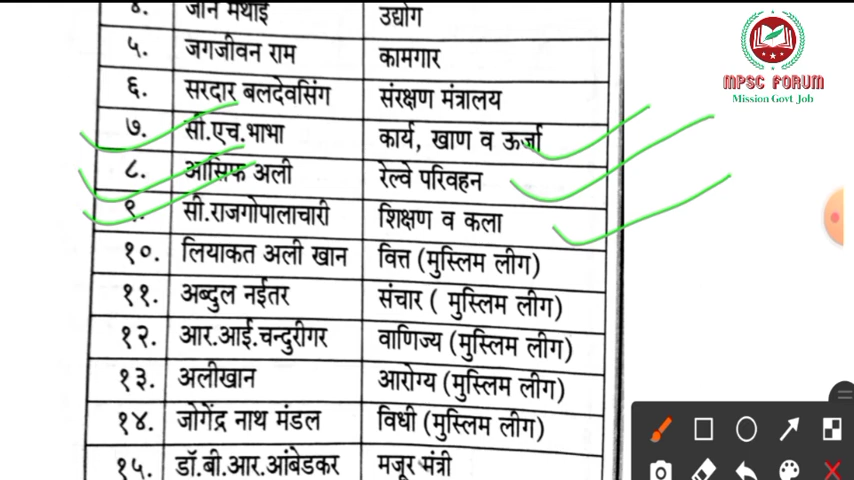 ४. जॉन मथाई उद्योग
५. जगजीवन राम कामगार
६. सरदार बलदेवसिंग संरक्षण मंत्रालय
७. सी.एच.भाभा कार्य, खाण व ऊर्जा
८. आसिफ अली रेल्वे परिवहन
९. सी.राजगोपालाचारी शिक्षण व कला
१०. लियाकत अली खान वित्त (मुस्लिम लीग)
११. अब्दुल नईतर संचार ( मुस्लिम लीग)
१२. आर.आई.चन्दुरीगर वाणिज्य (मुस्लिम लीग)
१३. अलीखान आरोग्य (मुस्लिम लीग)
१४. जोगेंद्र नाथ मंडल विधी (मुस्लिम लीग)
१५. डॉ.बी.आर.आंबेडकर मजूर मंत्री
MPSC FORUM
Mission Govt Job